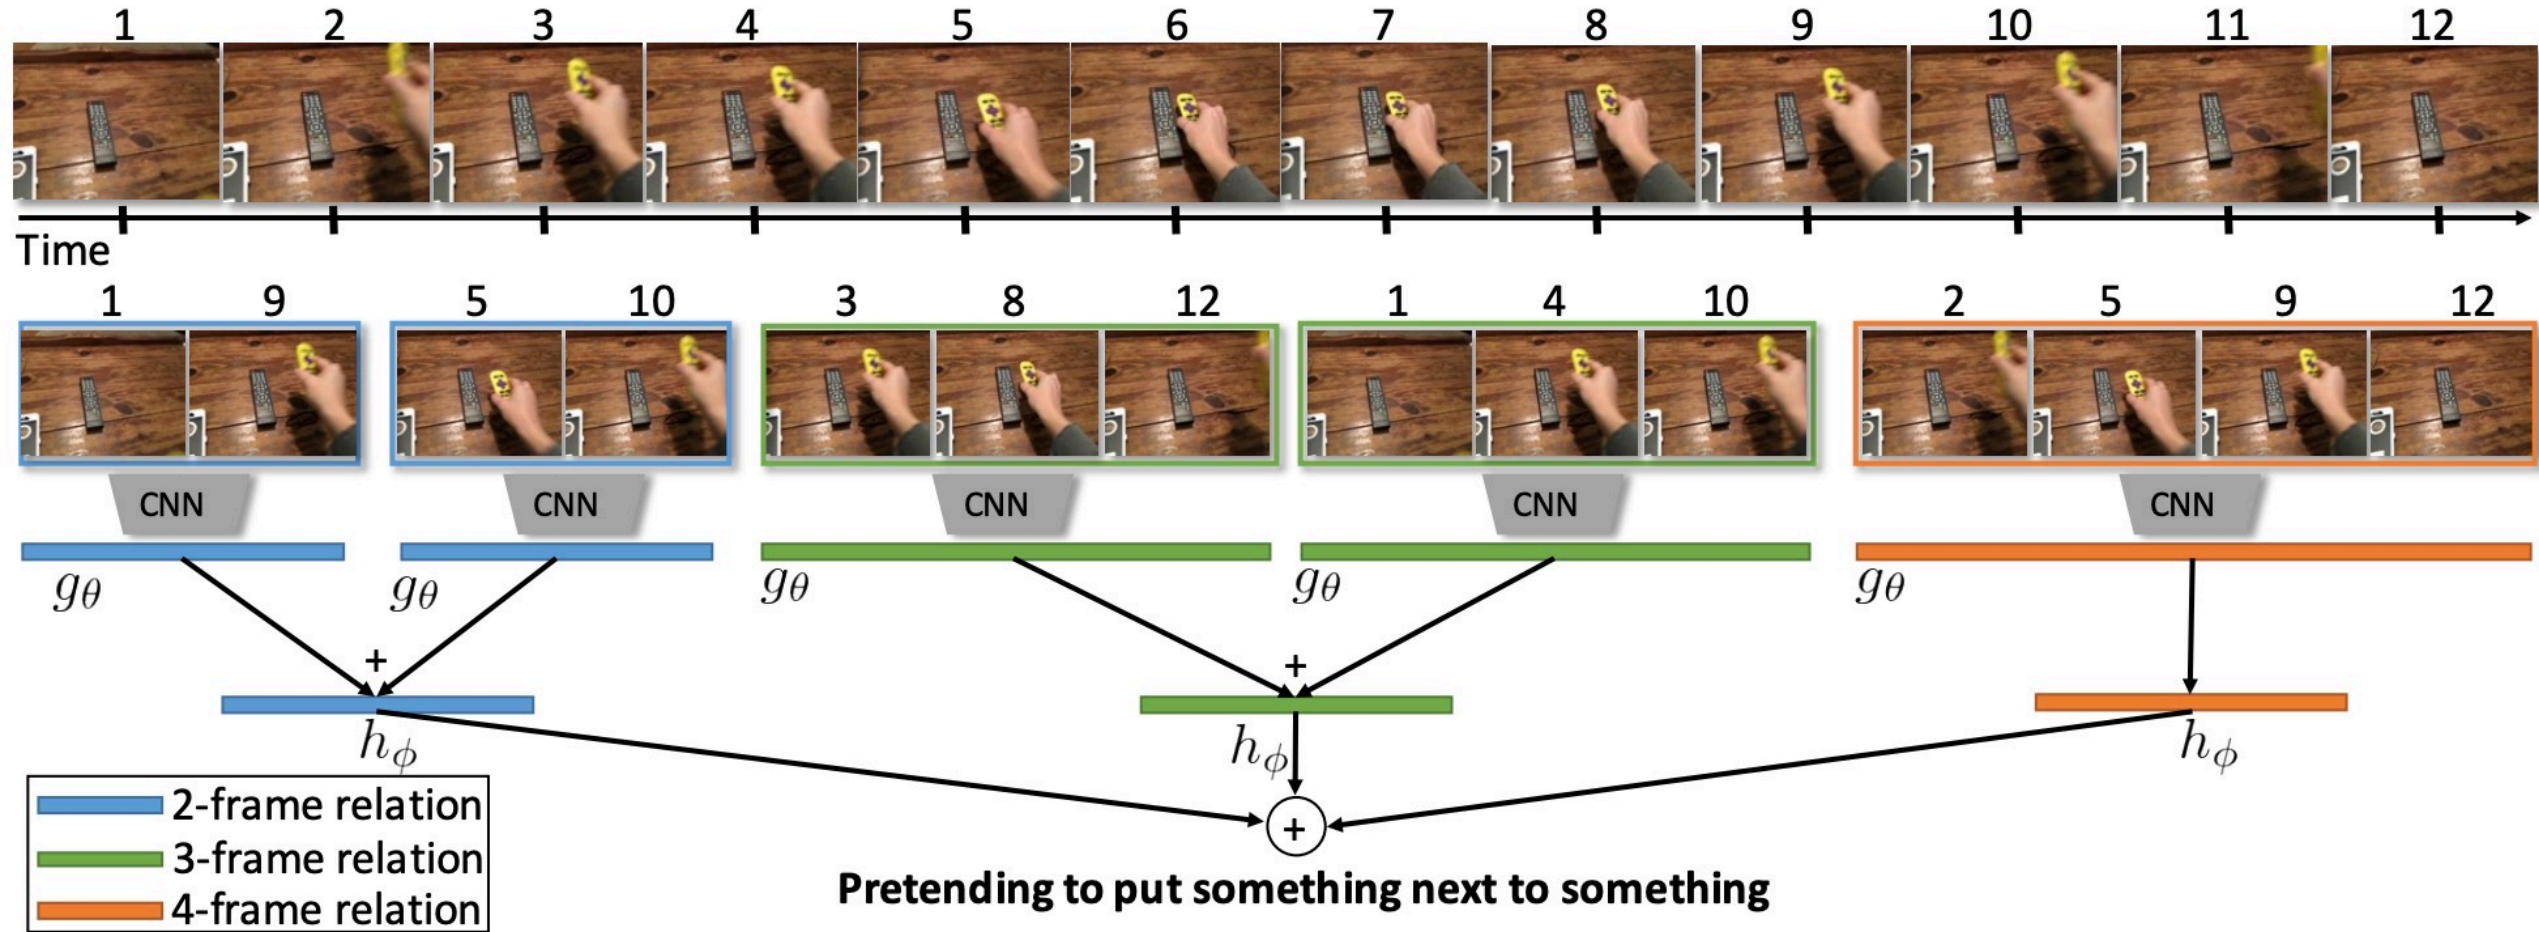 1 2 3 4 5 6 7 8 9 10 11 12
Time
1 9 5 10 3 8 12 1 4 10 2 5 9 12
CNN CNN CNN CNN CNN
gθ gθ gθ gθ gθ
+ +
hϕ hϕ hϕ
+
2-frame relation
3-frame relation
4-frame relation
Pretending to put something next to something